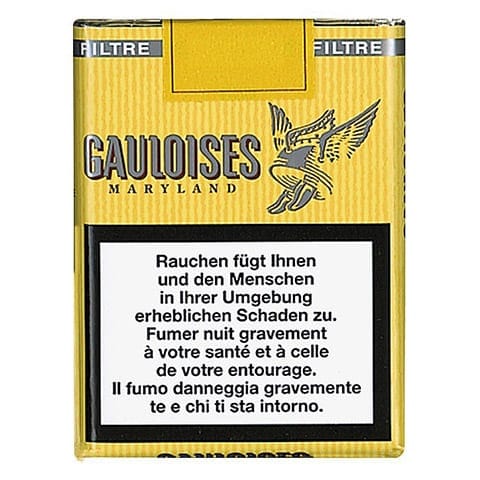 FILTRE FILTRE
GAULOISES
MARYLAND
Rauchen fügt Ihnen
und den Menschen
in Ihrer Umgebung
erheblichen Schaden zu.
Fumer nuit gravement
à votre santé et à celle
de votre entourage.
Il fumo danneggia gravemente
te e chi ti sta intorno.